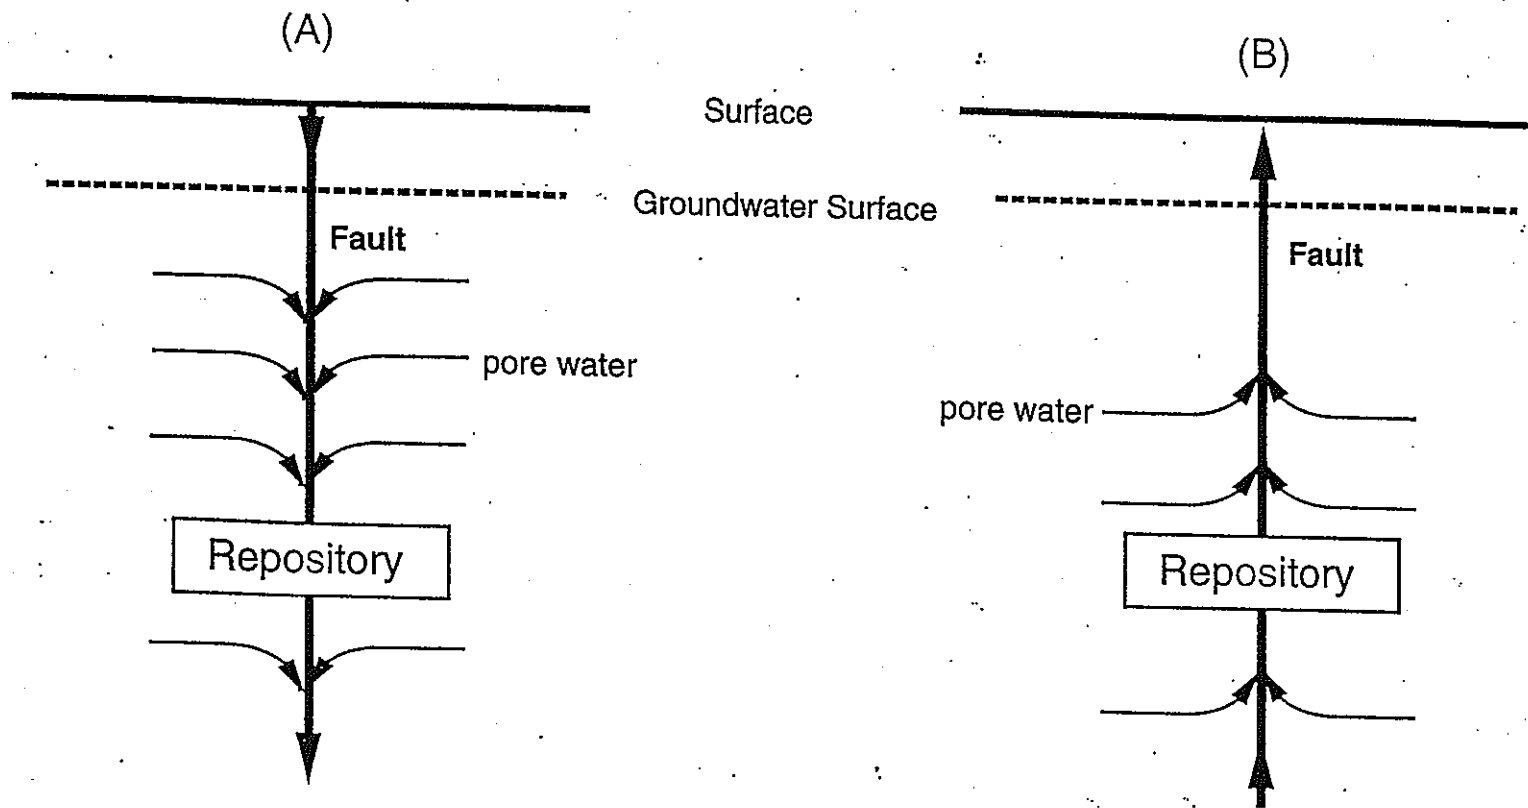 (A)
(B)
Surface
Groundwater Surface
Fault
Fault
pore water
pore water
Repository
Repository